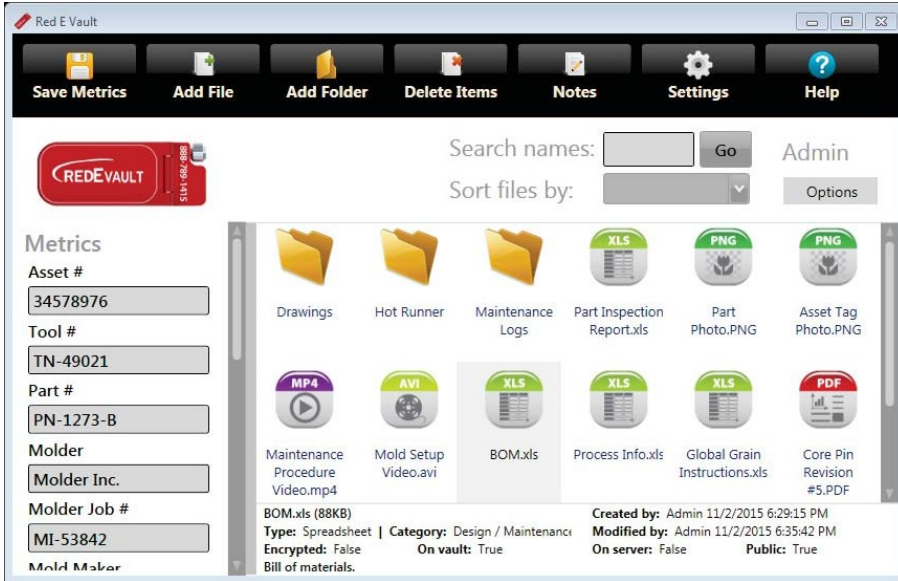 Red E Vault
Save Metrics
Add File
Add Folder
Delete Items
Notes
Settings
Help
REDEVAULT
888-789-1415
Search names:
Go
Admin
Sort files by:
Options
Metrics
Asset #
34578976
Tool #
TN-49021
Part #
PN-1273-B
Molder
Molder Inc.
Molder Job #
MI-53842
Mold Maker
Drawings
Hot Runner
Maintenance
Logs
XLS
Part Inspection
Report.xls
PNG
Part
Photo.PNG
PNG
Asset Tag
Photo.PNG
MP4
Maintenance
Procedure
Video.mp4
AVI
Mold Setup
Video.avi
XLS
BOM.xls
XLS
Process Info.xls
XLS
Global Grain
Instructions.xls
PDF
Core Pin
Revision
#5.PDF
BOM.xls (88KB)
Type: Spreadsheet | Category: Design / Maintenance
Encrypted: False On vault: True
Bill of materials.
Created by: Admin 11/2/2015 6:29:15 PM
Modified by: Admin 11/2/2015 6:35:42 PM
On server: False Public: True